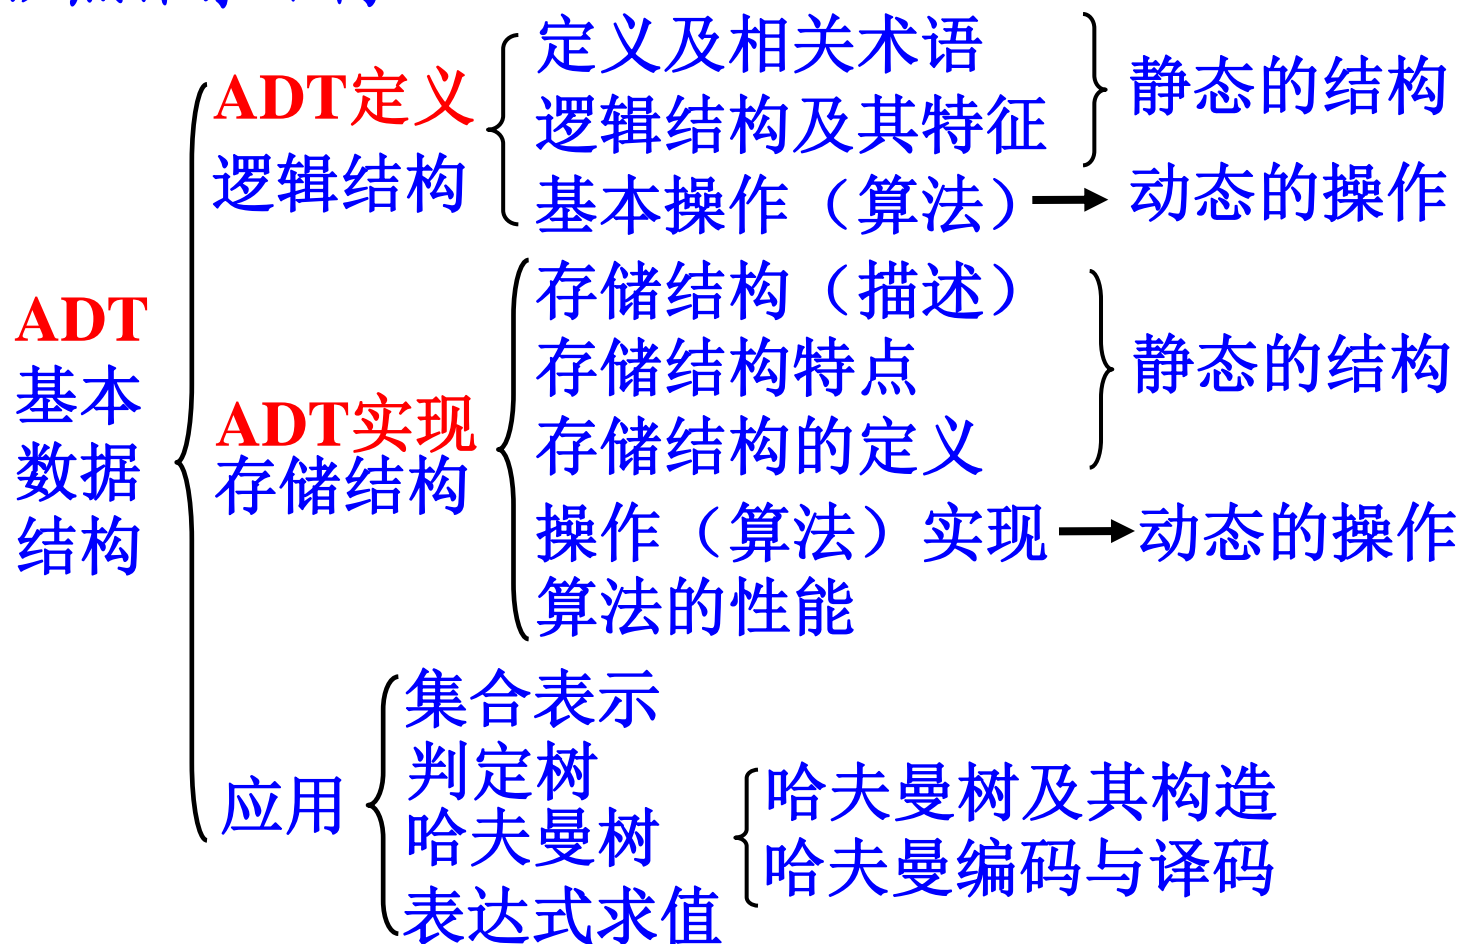 ADT
基本
数据
结构
ADT定义
逻辑结构
定义及相关术语
逻辑结构及其特征
基本操作（算法）
静态的结构
动态的操作
ADT实现
存储结构
存储结构（描述）
存储结构特点
存储结构的定义
操作（算法）实现
算法的性能
静态的结构
动态的操作
应用
集合表示
判定树
哈夫曼树
表达式求值
哈夫曼树及其构造
哈夫曼编码与译码